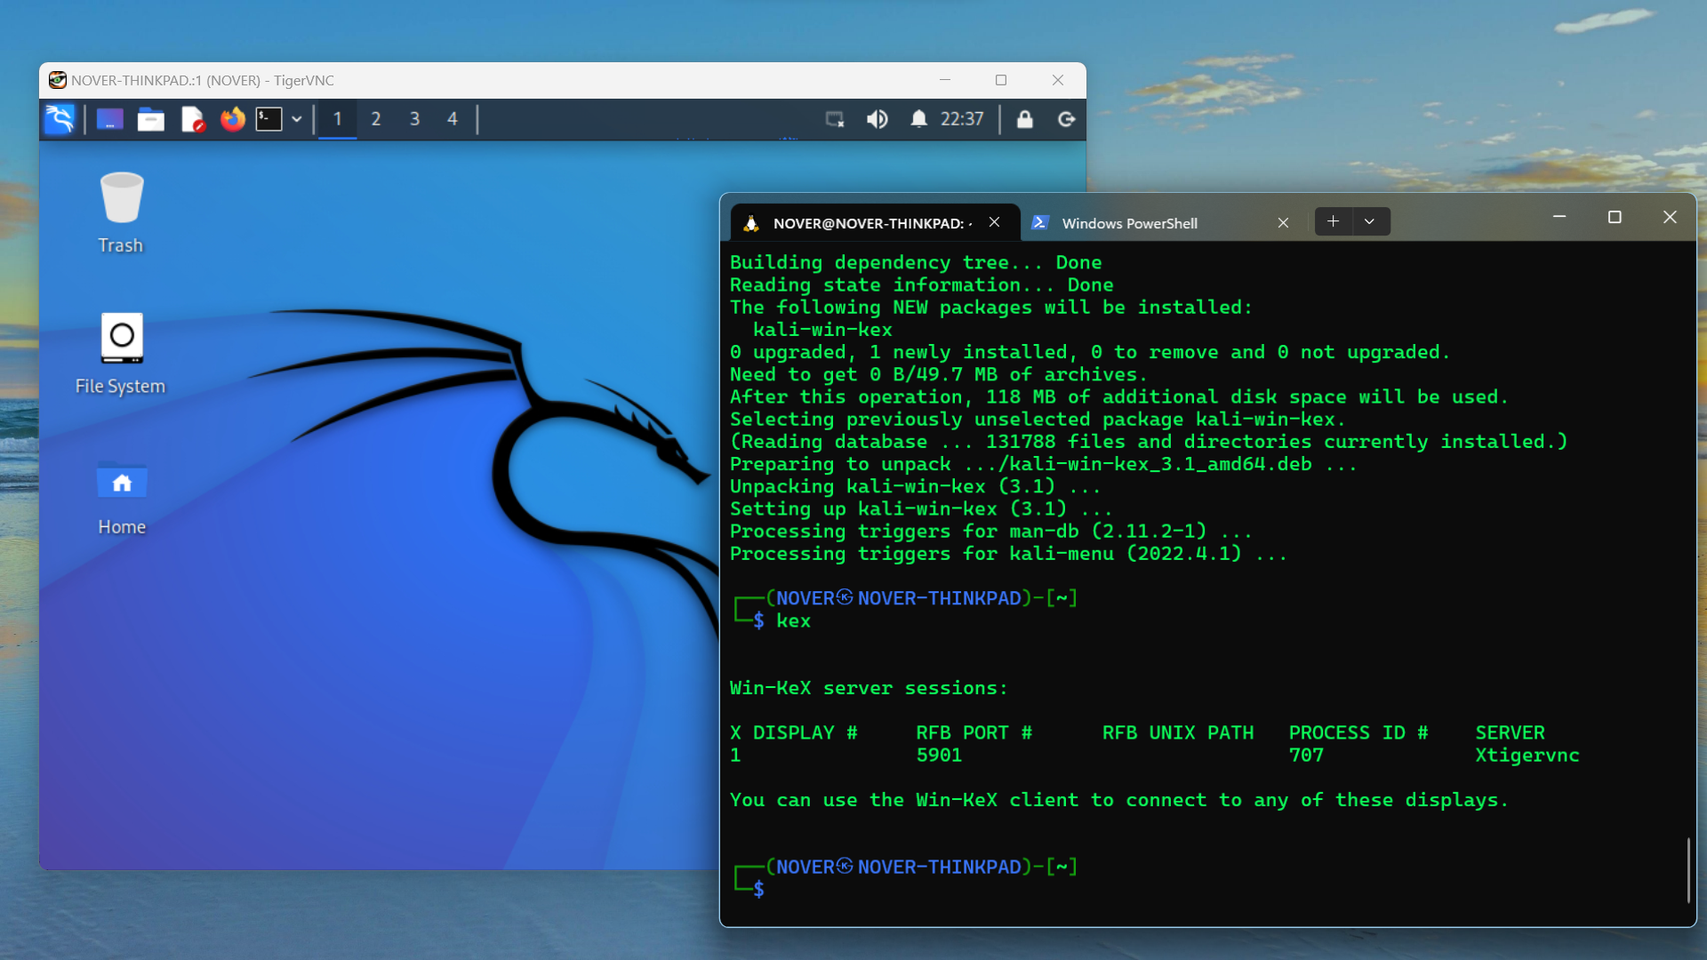 NOVER-THINKPAD.:1 (NOVER) - TigerVNC
1 2 3 4 22:37
Trash
File System
Home
NOVER@NOVER-THINKPAD: Windows PowerShell
Building dependency tree... Done
Reading state information... Done
The following NEW packages will be installed:
kali-win-kex
0 upgraded, 1 newly installed, 0 to remove and 0 not upgraded.
Need to get 0 B/49.7 MB of archives.
After this operation, 118 MB of additional disk space will be used.
Selecting previously unselected package kali-win-kex.
(Reading database ... 131788 files and directories currently installed.)
Preparing to unpack .../kali-win-kex_3.1_amd64.deb ...
Unpacking kali-win-kex (3.1) ...
Setting up kali-win-kex (3.1) ...
Processing triggers for man-db (2.11.2-1) ...
Processing triggers for kali-menu (2022.4.1) ...
┌──(NOVER㉿NOVER-THINKPAD)-[~]
└─$ kex
Win-KeX server sessions:
X DISPLAY # RFB PORT # RFB UNIX PATH PROCESS ID # SERVER
1 5901 707 Xtigervnc
You can use the Win-KeX client to connect to any of these displays.
┌──(NOVER㉿NOVER-THINKPAD)-[~]
└─$